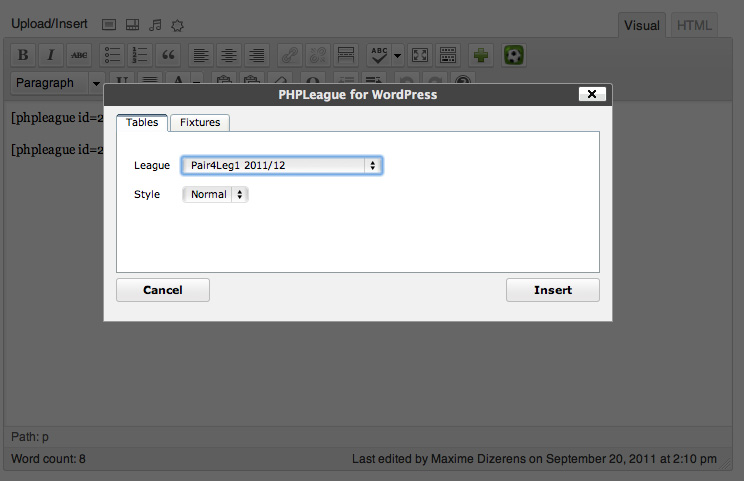 Upload/Insert
Visual
HTML
B I ABC ABC
Paragraph U A
PHPLeague for WordPress
[phpleague id=2
[phpleague id=2
Tables Fixtures
League Pair4Leg1 2011/12
Style Normal
Cancel Insert
Path: p
Word count: 8 Last edited by Maxime Dizerens on September 20, 2011 at 2:10 pm